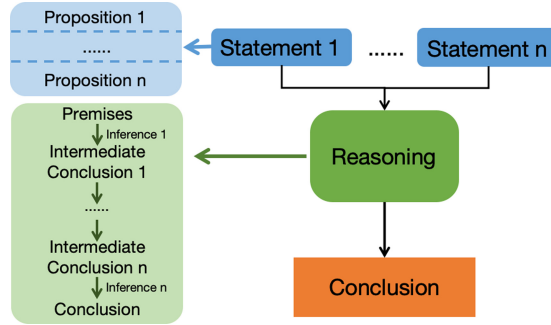 Proposition 1
......
Proposition n
Statement 1
......
Statement n
Premises
Inference 1
Intermediate
Conclusion 1
......
Intermediate
Conclusion n
Inference n
Conclusion
Reasoning
Conclusion